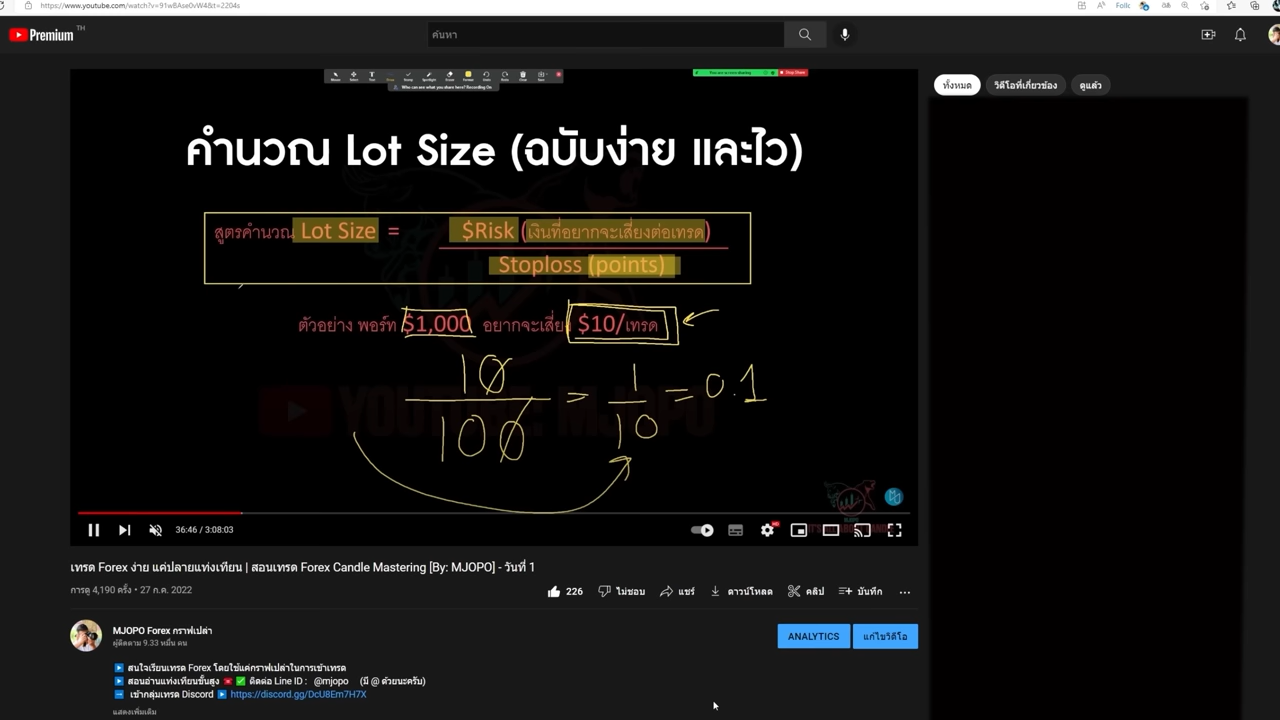 https://www.youtube.com/watch?v=91wBAse0vW4&t=2204s
Premium TH
ค้นหา
ทั้งหมด
วิดีโอที่เกี่ยวข้อง
ดูแล้ว
Who can see what you share here? Recording On
คำนวณ Lot Size (ฉบับง่าย และไว)
สูตรคำนวณ Lot Size = $Risk (เงินที่อยากจะเสี่ยงต่อเทรด)
Stoploss (points)
ตัวอย่าง พอร์ท $1,000 อยากจะเสี่ยง $10/เทรด
10
100
=
1
10
= 0.1
YOUTUBE: MJOPO
36:46 / 3:08:03
เทรด Forex ง่าย แค่ปลายแท่งเทียน | สอนเทรด Forex Candle Mastering [By: MJOPO] - วันที่ 1
การดู 4,190 ครั้ง • 27 ก.ค. 2022
226
ไม่ชอบ
แชร์
ดาวน์โหลด
คลิป
บันทึก
MJOPO Forex กราฟเปล่า
ผู้ติดตาม 9.33 หมื่น คน
ANALYTICS
แก้ไขวิดีโอ
สนใจเรียนเทรด Forex โดยใช้แค่กราฟเปล่าในการเข้าเทรด
สอนอ่านแท่งเทียนขั้นสูง ติดต่อ Line ID : @mjopo (มี @ ด้วยนะครับ)
เข้ากลุ่มเทรด Discord https://discord.gg/DcU8Em7H7X
แสดงเพิ่มเติม